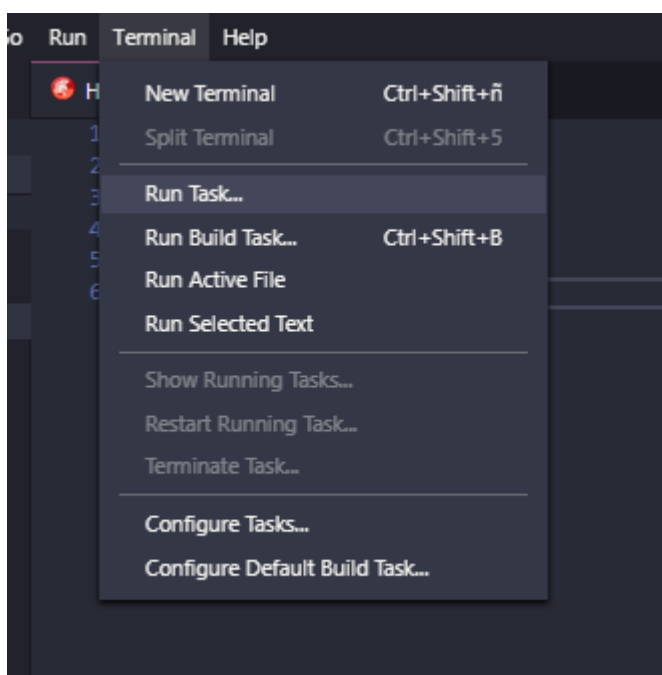 Go Run Terminal Help
H
New Terminal Ctrl+Shift+ñ
1
Split Terminal Ctrl+Shift+5
2
Run Task...
3
Run Build Task... Ctrl+Shift+B
4
5
Run Active File
6
Run Selected Text
Show Running Tasks...
Restart Running Task...
Terminate Task...
Configure Tasks...
Configure Default Build Task...